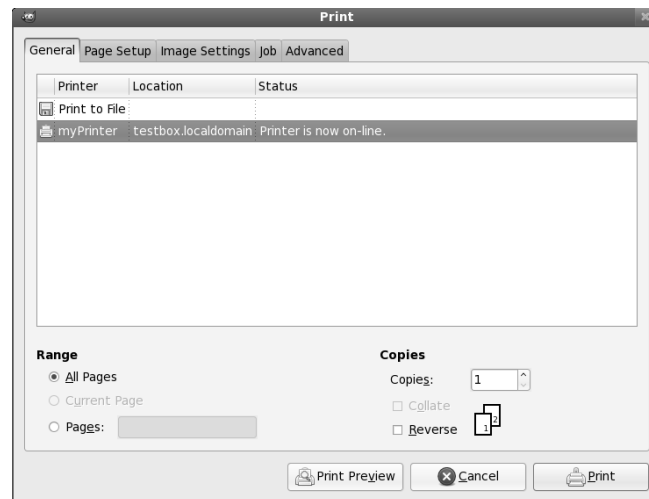 Print
General Page Setup Image Settings Job Advanced
Printer Location Status
Print to File
myPrinter testbox.localdomain Printer is now on-line.
Range
All Pages
Current Page
Pages:
Copies
Copies: 1
Collate
Reverse
1 2
Print Preview Cancel Print